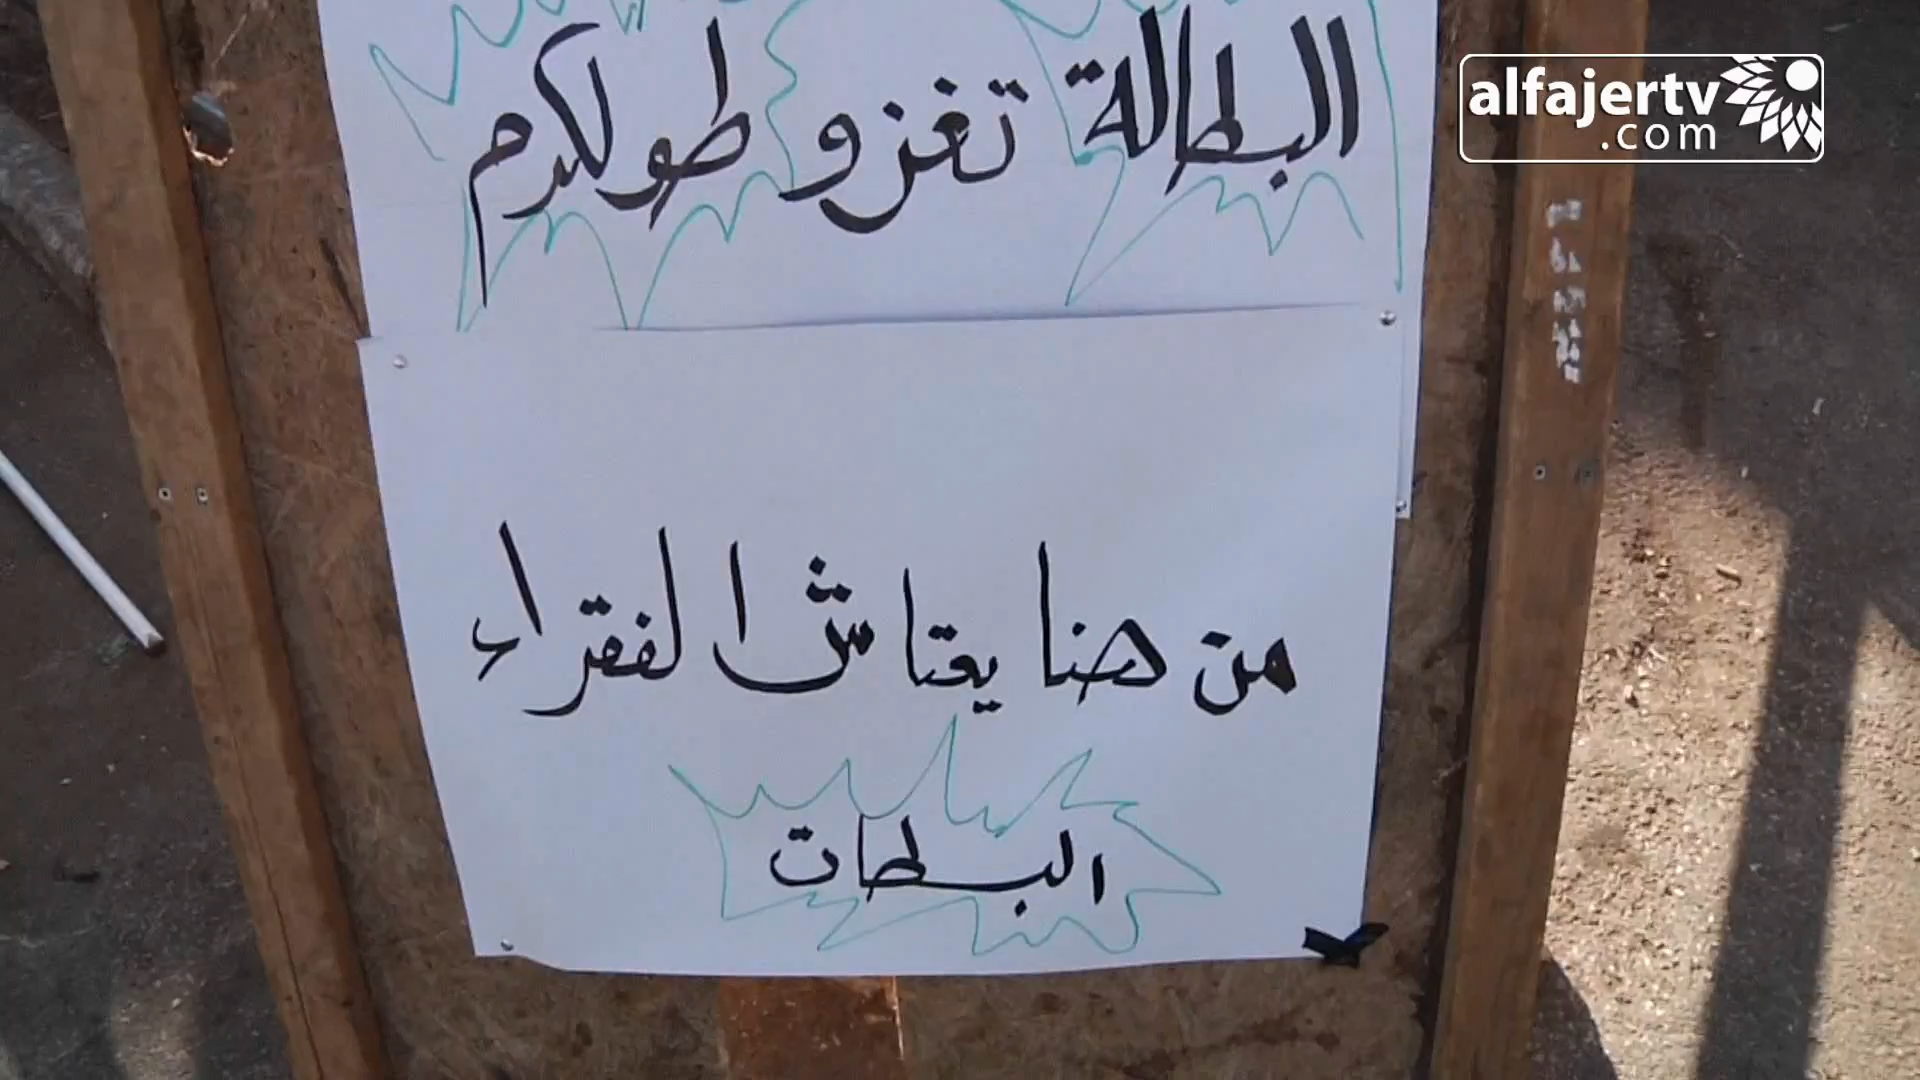 البطالة تغزو طولكرم
alfajertv
.com
من هنا يعتاش الفقراء
البسطات